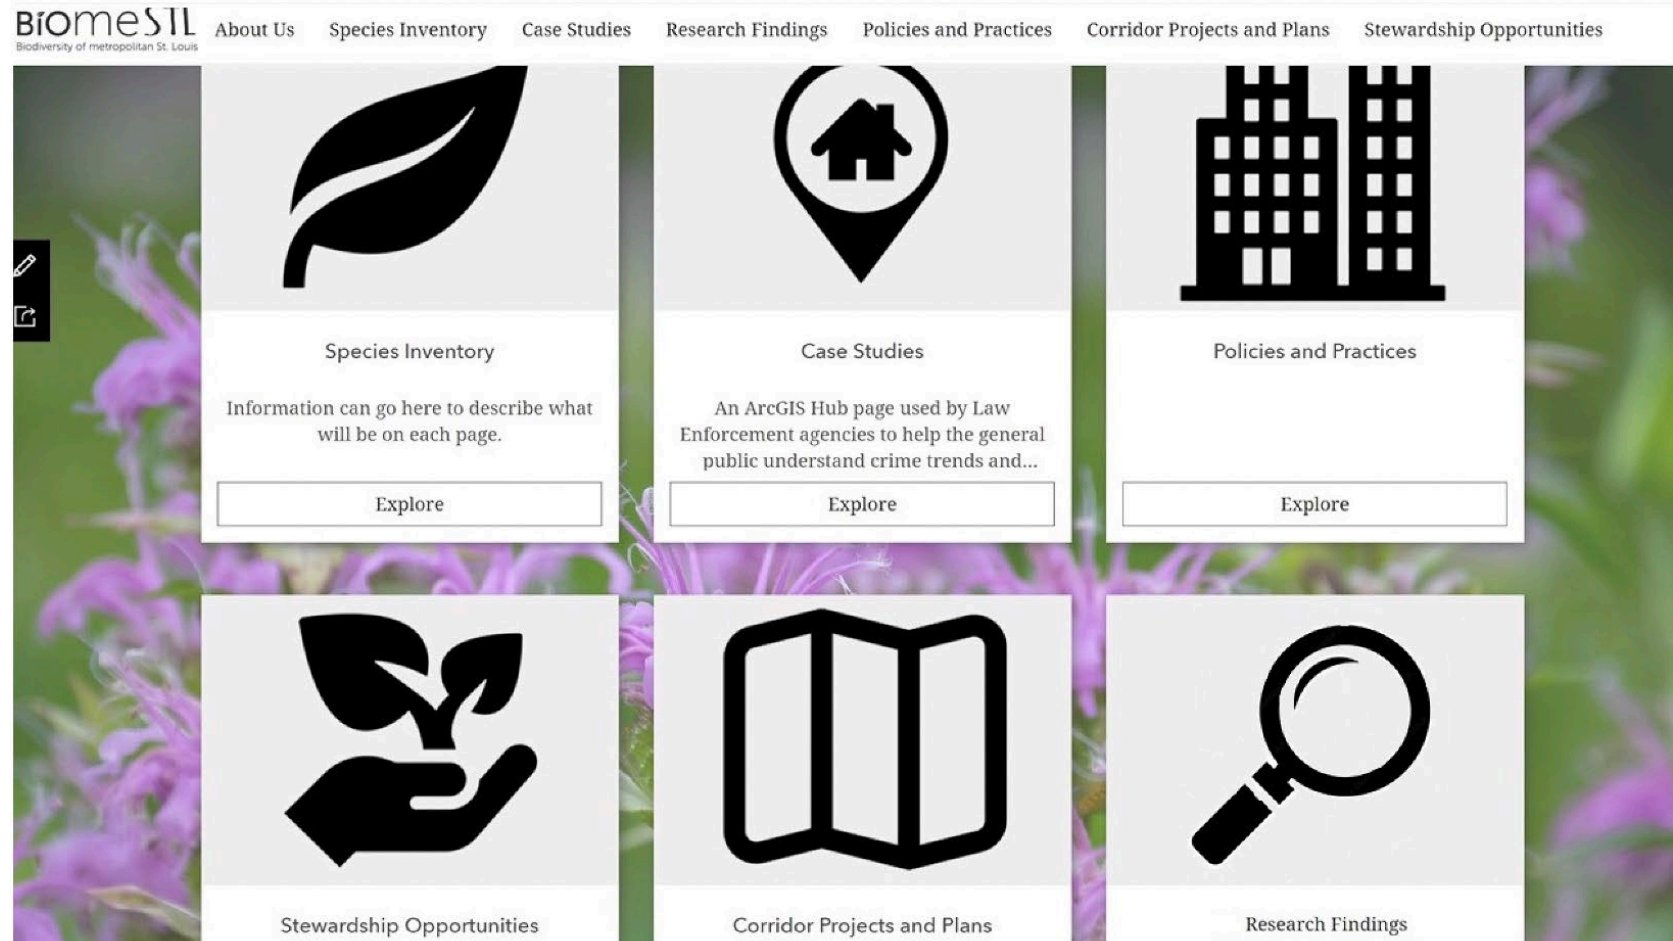 BiomeSTL
Biodiversity of metropolitan St. Louis
About Us
Species Inventory
Case Studies
Research Findings
Policies and Practices
Corridor Projects and Plans
Stewardship Opportunities
Species Inventory
Information can go here to describe what
will be on each page.
Explore
Case Studies
An ArcGIS Hub page used by Law
Enforcement agencies to help the general
public understand crime trends and...
Explore
Policies and Practices
Explore
Stewardship Opportunities
Corridor Projects and Plans
Research Findings